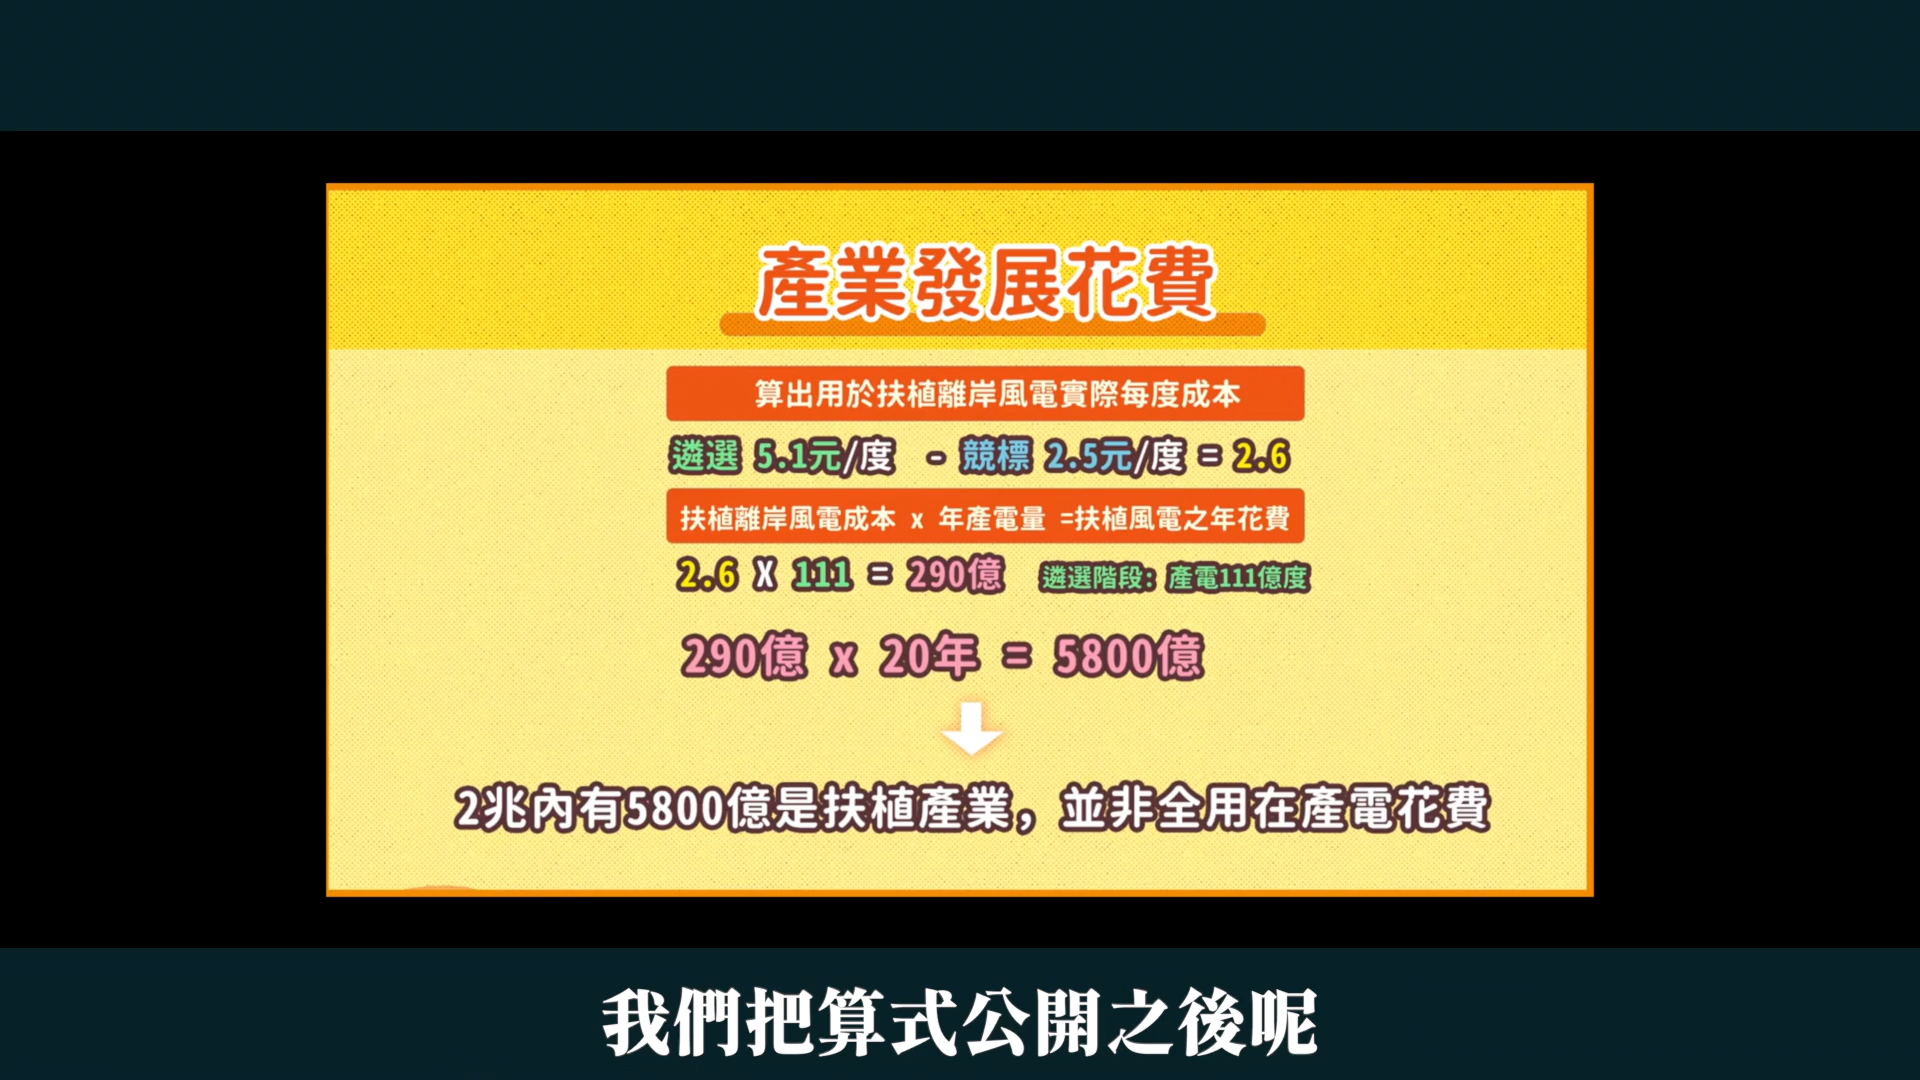 產業發展花費
算出用於扶植離岸風電實際每度成本
遴選 5.1元/度 - 競標 2.5元/度 = 2.6
扶植離岸風電成本 x 年產電量 =扶植風電之年花費
2.6 X 111 = 290億 遴選階段：產電111億度
290億 x 20年 = 5800億
2兆內有5800億是扶植產業，並非全用在產電花費
我們把算式公開之後呢